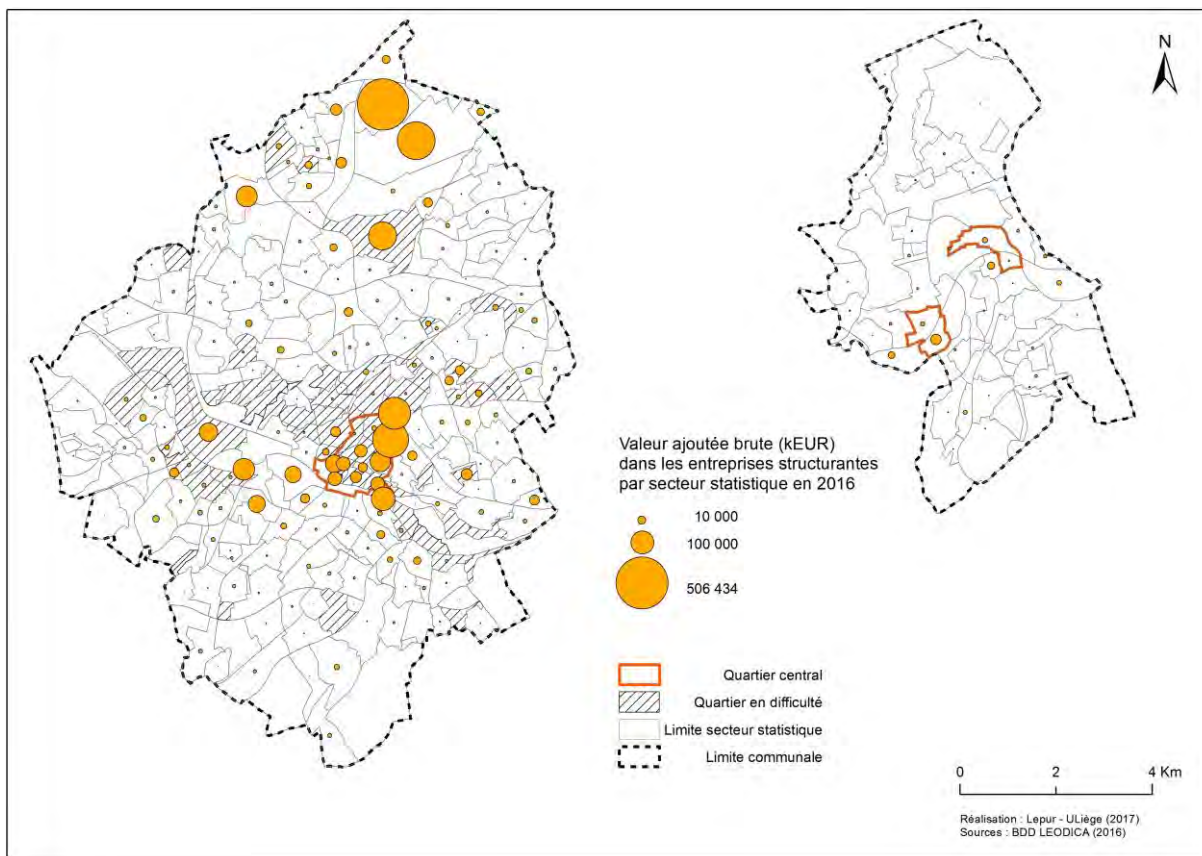 N
Valeur ajoutée brute (kEUR)
dans les entreprises structurantes
par secteur statistique en 2016
10 000
100 000
506 434
Quartier central
Quartier en difficulté
Limite secteur statistique
Limite communale
0 2 4 Km
Réalisation : Lepur - ULiège (2017)
Sources : BDD LEODICA (2016)